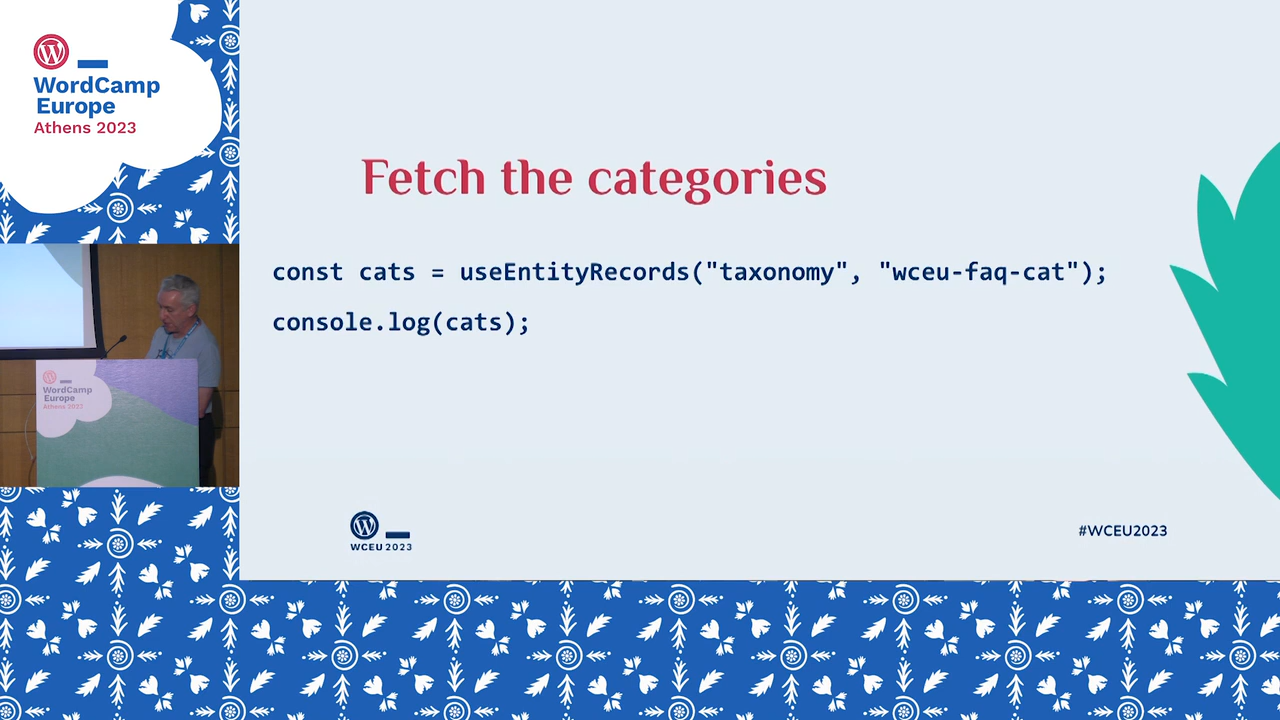 WordCamp
Europe
Athens 2023
Fetch the categories
const cats = useEntityRecords("taxonomy", "wceu-faq-cat");
console.log(cats);
WordCamp
Europe
Athens 2023
WCEU 2023
#WCEU2023